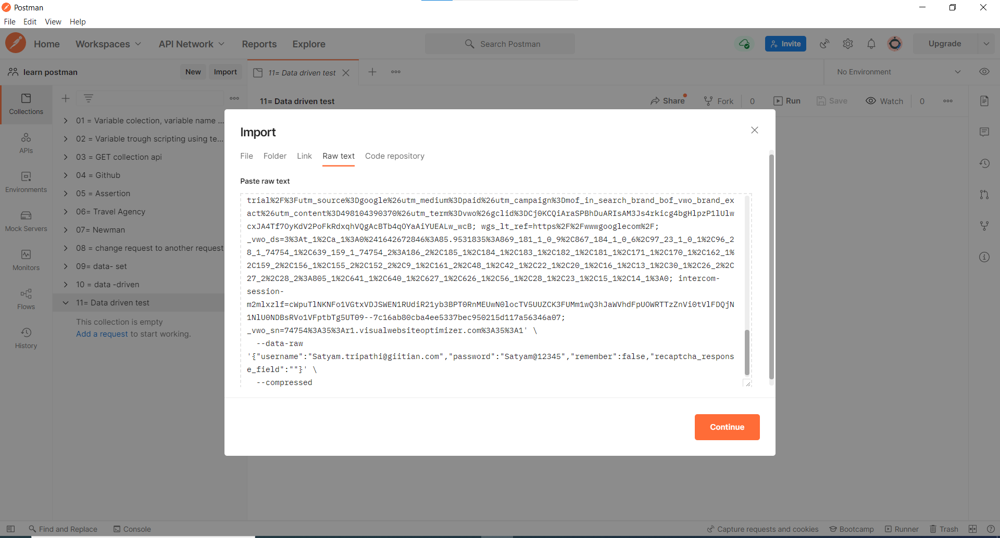 Postman
File Edit View Help
Home Workspaces API Network Reports Explore Search Postman Invite Upgrade
learn postman New Import 11= Data driven test No Environment
11= Data driven test Share Fork 0 Run Save Watch 0
Collections
APIs
Environments
Mock Servers
Monitors
Flows
History
01 = Variable colection, variable name ...
02 = Variable trough scripting using te...
03 = GET collection api
04 = Github
05 = Assertion
06= Travel Agency
07= Newman
08 = change request to another request
09= data- set
10 = data -driven
11= Data driven test
This collection is empty
Add a request to start working.
Import
File Folder Link Raw text Code repository
Paste raw text
trial%2F%3Futm_source%3Dgoogle%26utm_medium%3Dpaid%26utm_campaign%3Dmof_in_search_brand_bof_vwo_brand_ex
act%26utm_content%3D498104390370%26utm_term%3Dvwo%26gclid%3DCj0KCQiAraSPBhDuARIsAM3Js4rkicg4bgHlpzP1lUlw
cxJA4Tf7OyKdV2PoFkRdxqhVQgAcBTb4qOYaAiYUEALw_wcB; wgs_lt_ref=https%2F%2Fwwwgooglecom%2F;
_vwo_ds=3%3At_1%2Ca_1%3A0%241642672846%3A85.9531835%3A869_181_1_0_9%2C867_184_1_0_6%2C97_23_1_0_1%2C96_2
8_1_74754_1%2C639_159_1_74754_2%3A186_2%2C185_1%2C184_1%2C183_1%2C182_1%2C181_1%2C171_1%2C170_1%2C162_1%
2C159_2%2C156_1%2C155_2%2C152_2%2C9_1%2C161_2%2C48_1%2C42_1%2C22_1%2C20_1%2C16_1%2C13_1%2C30_1%2C26_2%2C
27_2%2C28_2%3A805_1%2C641_1%2C640_1%2C627_1%2C626_1%2C56_1%2C28_1%2C23_1%2C15_1%2C14_1%3A0; intercom-
session-
m2mlxzlf=cWpuTlNKNFo1VGtxVDJSWEN1RUdiR21yb3BPT0RnMEUwN0locTV5UUZCK3FUMm1wQ3hJaWVhdFpUOWRTTzZnVi0tVlFDQjN
1NlU0NDBsRVo1VFptbTg5UT09--7c16ab80cba4ee5337bec950215d117a56346a07;
_vwo_sn=74754%3A35%3Ar1.visualwebsiteoptimizer.com%3A35%3A1' \
--data-raw
'{"username":"Satyam.tripathi@giitian.com","password":"Satyam@12345","remember":false,"recaptcha_respons
e_field":""}' \
--compressed
Continue
Find and Replace Console Capture requests and cookies Bootcamp Runner Trash